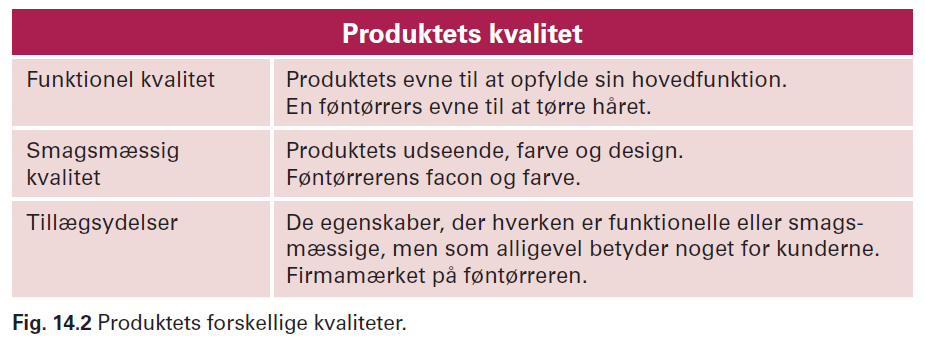 Produktets kvalitet
Funktionel kvalitet
Produktets evne til at opfylde sin hovedfunktion.
En føntørrers evne til at tørre håret.
Smagsmæssig
kvalitet
Produktets udseende, farve og design.
Føntørrerens facon og farve.
Tillægsydelser
De egenskaber, der hverken er funktionelle eller smags-
mæssige, men som alligevel betyder noget for kunderne.
Firmamærket på føntørreren.
Fig. 14.2 Produktets forskellige kvaliteter.